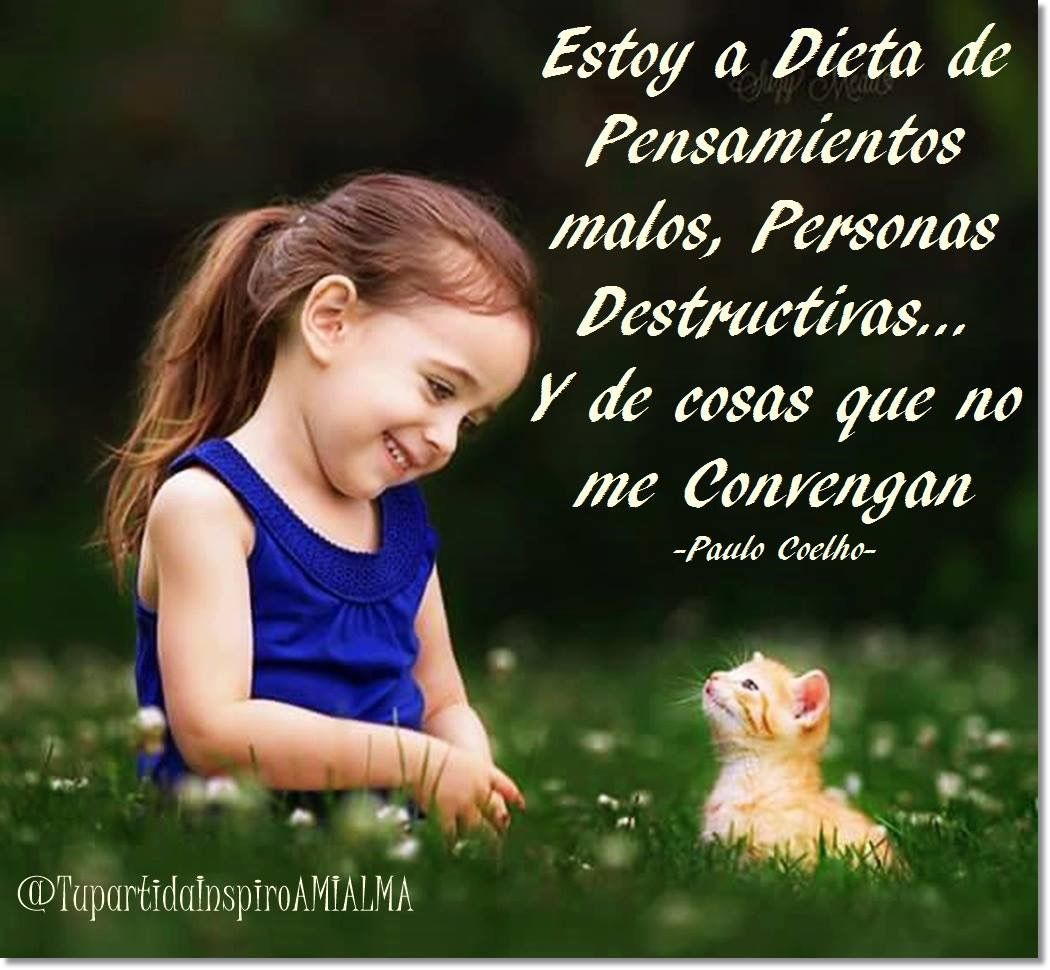 Estoy a Dieta de
Pensamientos
malos, Personas
Destructivas...
Y de cosas que no
me Convengan
-Paulo Coelho-
@TupartidaInspiroAMIALMA